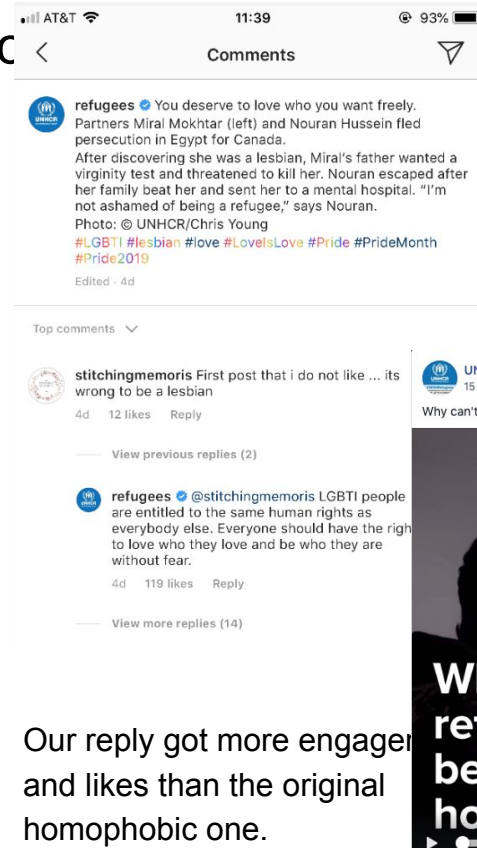 AT&T 11:39 93%
Comments
refugees You deserve to love who you want freely.
Partners Miral Mokhtar (left) and Nouran Hussein fled
persecution in Egypt for Canada.
After discovering she was a lesbian, Miral's father wanted a
virginity test and threatened to kill her. Nouran escaped after
her family beat her and sent her to a mental hospital. "I'm
not ashamed of being a refugee," says Nouran.
Photo: © UNHCR/Chris Young
#LGBTI #lesbian #love #LoveIsLove #Pride #PrideMonth
#Pride2019
Edited · 4d
Top comments
stitchingmemoris First post that i do not like ... its
wrong to be a lesbian
4d 12 likes Reply
View previous replies (2)
refugees @stitchingmemoris LGBTI people
are entitled to the same human rights as
everybody else. Everyone should have the righ
to love who they love and be who they are
without fear.
4d 119 likes Reply
View more replies (14)
UNHCR
15
Why can't
Our reply got more engage
and likes than the original
homophobic one.